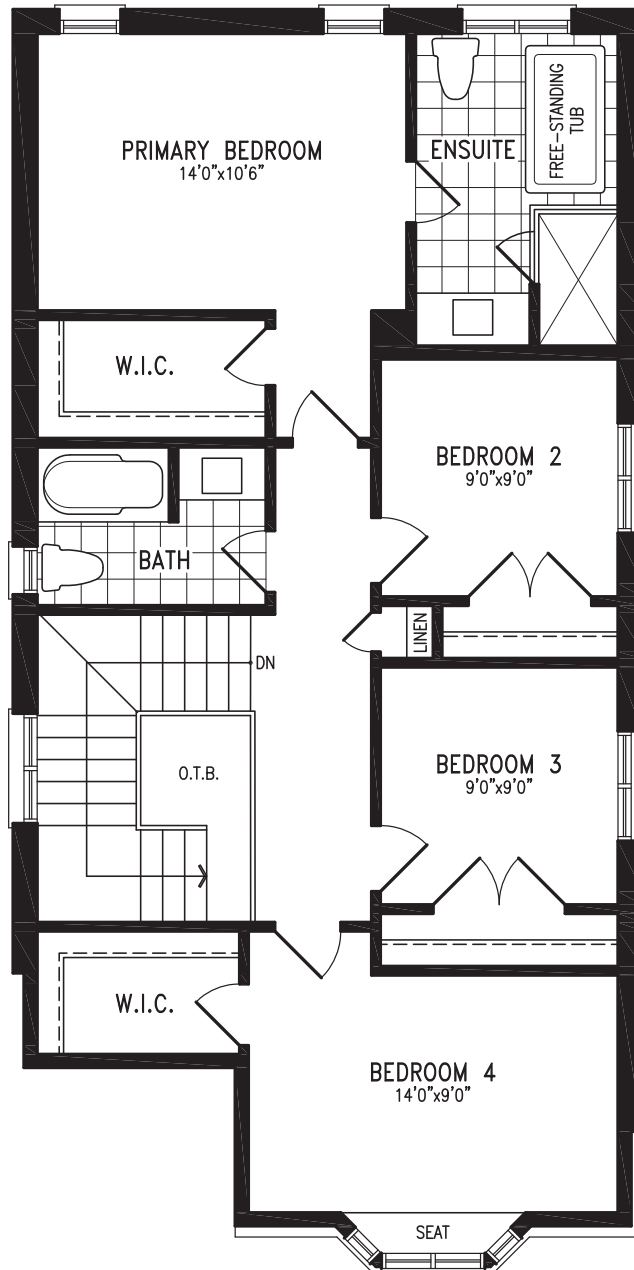 PRIMARY BEDROOM
14'0"x10'6"
ENSUITE
FREE-STANDING
TUB
W.I.C.
BEDROOM 2
9'0"x9'0"
BATH
LINEN
DN
O.T.B.
BEDROOM 3
9'0"x9'0"
W.I.C.
BEDROOM 4
14'0"x9'0"
SEAT